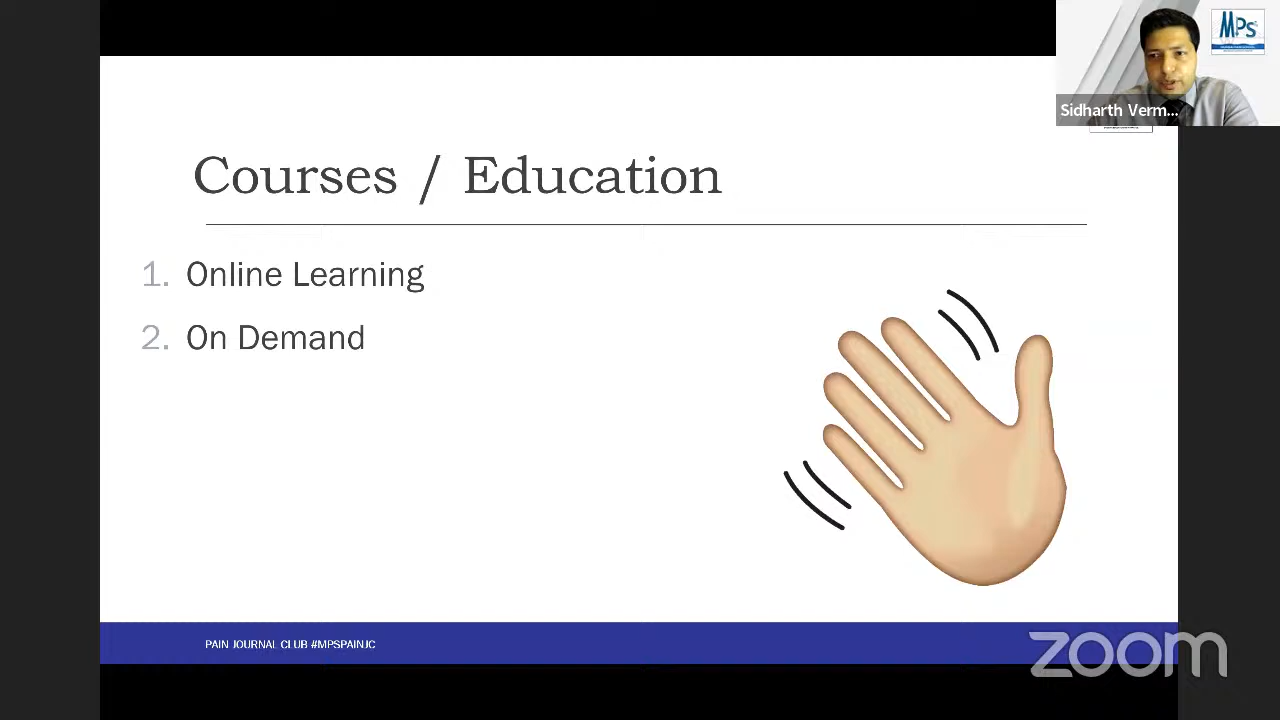 MPS
Sidharth Verm...
Courses / Education
1. Online Learning
2. On Demand
PAIN JOURNAL CLUB #MPSPAINJC
zoom